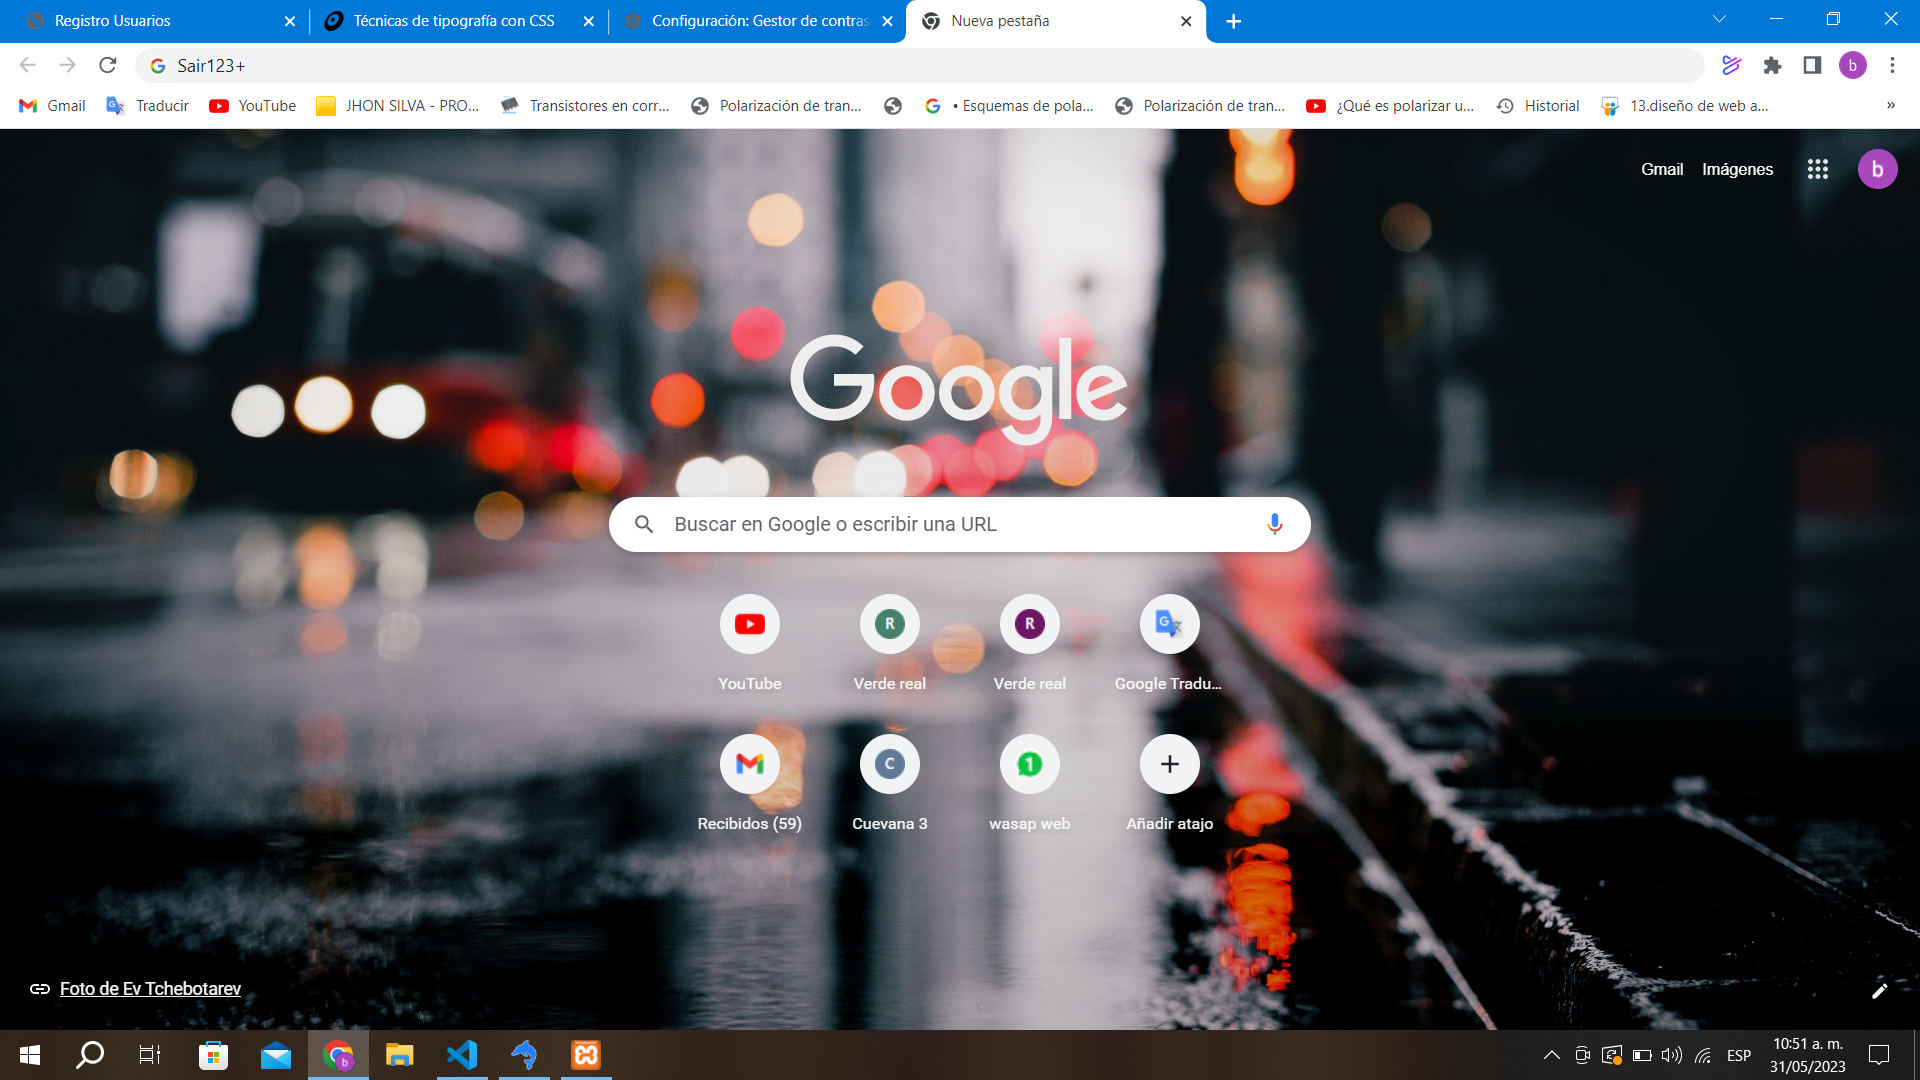 Registro Usuarios
Técnicas de tipografía con CSS
Configuración: Gestor de contras
Nueva pestaña
Sair123+
b
Gmail
Traducir
YouTube
JHON SILVA - PRO...
Transistores en corr...
Polarización de tran...
• Esquemas de pola...
Polarización de tran...
¿Qué es polarizar u...
Historial
13.diseño de web a...
»
Gmail
Imágenes
b
Google
Buscar en Google o escribir una URL
R
R
YouTube
Verde real
Verde real
Google Tradu...
C
1
Recibidos (59)
Cuevana 3
wasap web
Añadir atajo
Foto de Ev Tchebotarev
b
ESP
10:51 a. m.
31/05/2023